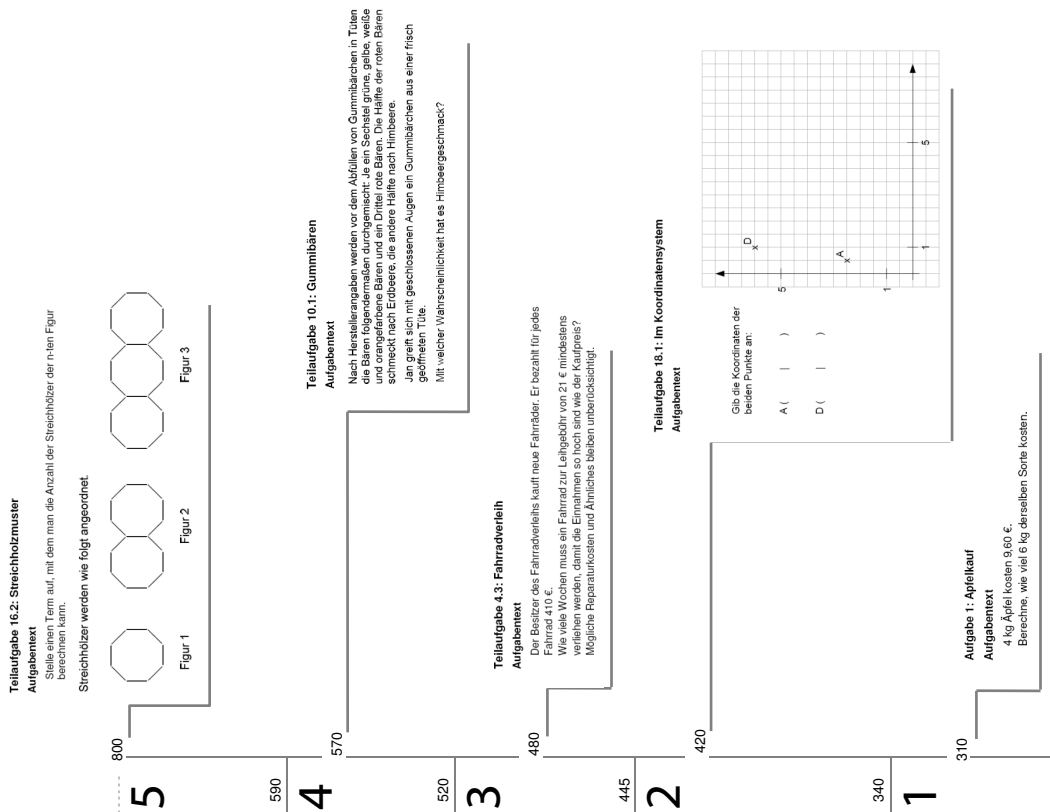 5
800
Teilaufgabe 16.2: Streichholzmuster
Aufgabentext
Stelle einen Term auf, mit dem man die Anzahl der Streichhölzer der n-ten Figur
berechnen kann.
Streichhölzer werden wie folgt angeordnet.
Figur 1
Figur 2
Figur 3
590
4
570
Teilaufgabe 10.1: Gummibären
Aufgabentext
Nach Herstellerangaben werden vor dem Abfüllen von Gummibärchen in Tüten
die Bären folgendermaßen durchgemischt: Je ein Sechstel grüne, gelbe, weiße
und orangefarbene Bären und ein Drittel rote Bären. Die Hälfte der roten Bären
schmeckt nach Erdbeere, die andere Hälfte nach Himbeere.
Jan greift sich mit geschlossenen Augen ein Gummibärchen aus einer frisch
geöffneten Tüte.
Mit welcher Wahrscheinlichkeit hat es Himbeergeschmack?
520
3
480
Teilaufgabe 4.3: Fahrradverleih
Aufgabentext
Der Besitzer des Fahrradverleihs kauft neue Fahrräder. Er bezahlt für jedes
Fahrrad 410 €.
Wie viele Wochen muss ein Fahrrad zur Leihgebühr von 21 € mindestens
verliehen werden, damit die Einnahmen so hoch sind wie der Kaufpreis?
Mögliche Reparaturkosten und Ähnliches bleiben unberücksichtigt.
445
2
420
Teilaufgabe 18.1: Im Koordinatensystem
Aufgabentext
Gib die Koordinaten der
beiden Punkte an:
A ( | )
D ( | )
D
x
5
A
x
1
1
5
340
1
310
Aufgabe 1: Apfelkauf
Aufgabentext
4 kg Äpfel kosten 9,60 €.
Berechne, wie viel 6 kg derselben Sorte kosten.